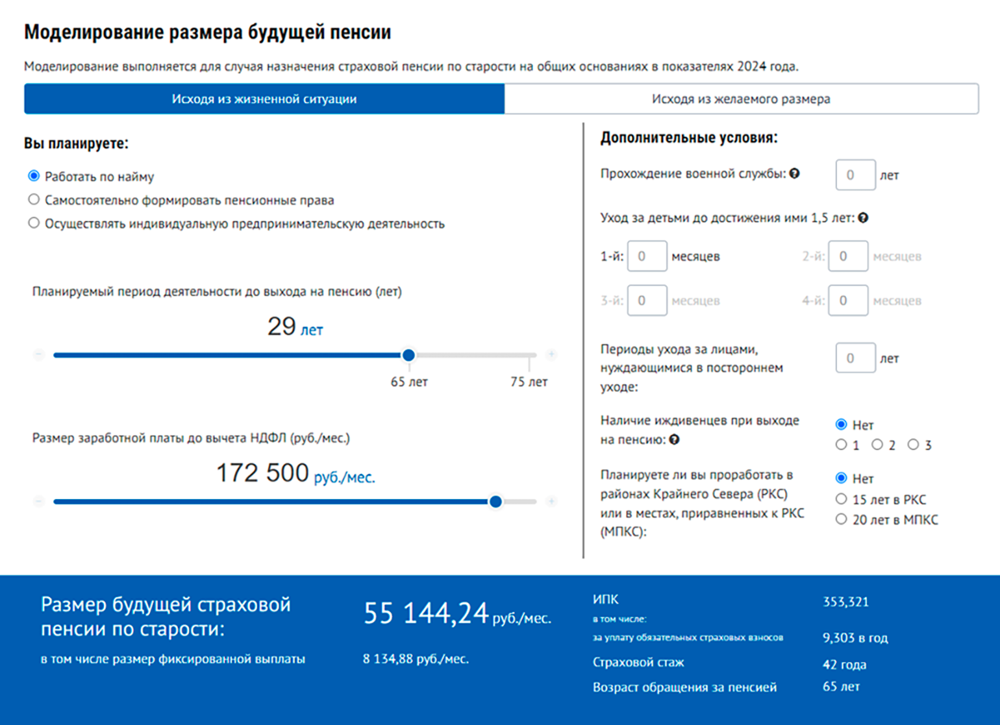 Моделирование размера будущей пенсии
Моделирование выполняется для случая назначения страховой пенсии по старости на общих основаниях в показателях 2024 года.
Исходя из жизненной ситуации
Исходя из желаемого размера
Вы планируете:
Работать по найму
Самостоятельно формировать пенсионные права
Осуществлять индивидуальную предпринимательскую деятельность
Планируемый период деятельности до выхода на пенсию (лет)
29 лет
65 лет 75 лет
Размер заработной платы до вычета НДФЛ (руб./мес.)
172 500 руб./мес.
Дополнительные условия:
Прохождение военной службы: 0 лет
Уход за детьми до достижения ими 1,5 лет:
1-й: 0 месяцев 2-й: 0 месяцев
3-й: 0 месяцев 4-й: 0 месяцев
Периоды ухода за лицами,
нуждающимися в постороннем
уходе:
0 лет
Наличие иждивенцев при выходе
на пенсию:
Нет
1 2 3
Планируете ли вы проработать в
районах Крайнего Севера (РКС)
или в местах, приравненных к РКС
(МПКС):
Нет
15 лет в РКС
20 лет в МПКС
Размер будущей страховой
пенсии по старости:
55 144,24 руб./мес.
в том числе размер фиксированной выплаты 8 134,88 руб./мес.
ИПК 353,321
в том числе:
за уплату обязательных страховых взносов 9,303 в год
Страховой стаж 42 года
Возраст обращения за пенсией 65 лет